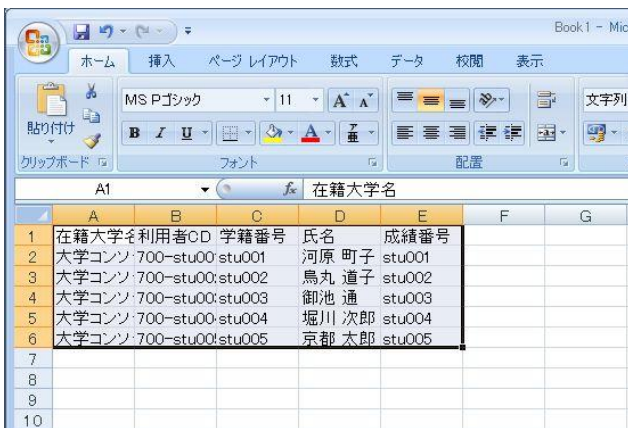 Book1 - Mic
ホーム 挿入 ページ レイアウト 数式 データ 校閲 表示
MS Pゴシック 11 A A 文字列
貼り付け B I U A
クリップボード フォント 配置
A1 fx 在籍大学名
A B C D E F G
1 在籍大学名 利用者CD 学籍番号 氏名 成績番号
2 大学コンソ 700-stu00 stu001 河原 町子 stu001
3 大学コンソ 700-stu00 stu002 烏丸 道子 stu002
4 大学コンソ 700-stu00 stu003 御池 通 stu003
5 大学コンソ 700-stu00 stu004 堀川 次郎 stu004
6 大学コンソ 700-stu00 stu005 京都 太郎 stu005
7
8
9
10